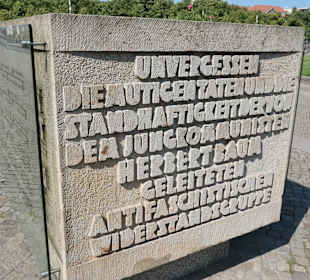 UNVERGESSEN
DIE MUTIGEN TATEN UND DIE
STANDHAFTIGKEIT DER VON
DEM JUNGKOMMUNISTEN
HERBERT BAUM
GELEITETEN
ANTIFASCHISTISCHEN
WIDERSTANDSGRUPPE